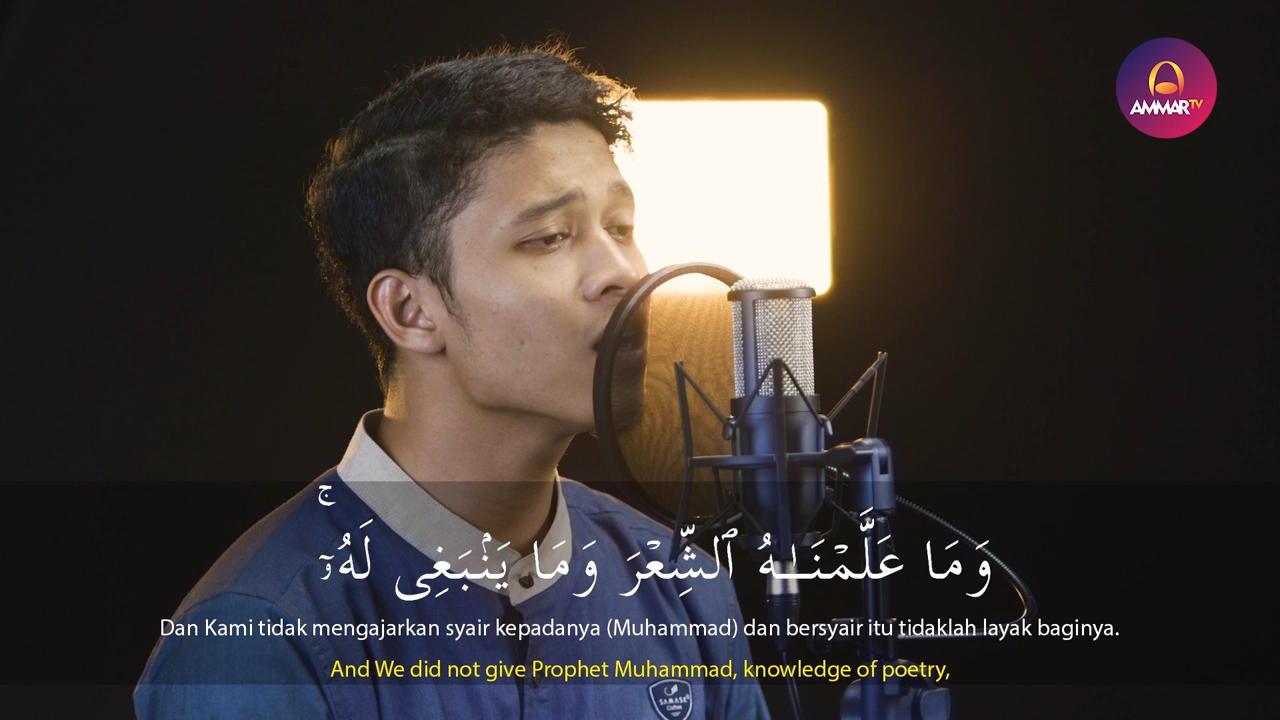 AMMARTV
وَمَا عَلَّمْنَـٰهُ ٱلشِّعْرَ وَمَا يَنۢبَغِى لَهُۥٓ ۚ
Dan Kami tidak mengajarkan syair kepadanya (Muhammad) dan bersyair itu tidaklah layak baginya.
And We did not give Prophet Muhammad, knowledge of poetry,
SAMASE